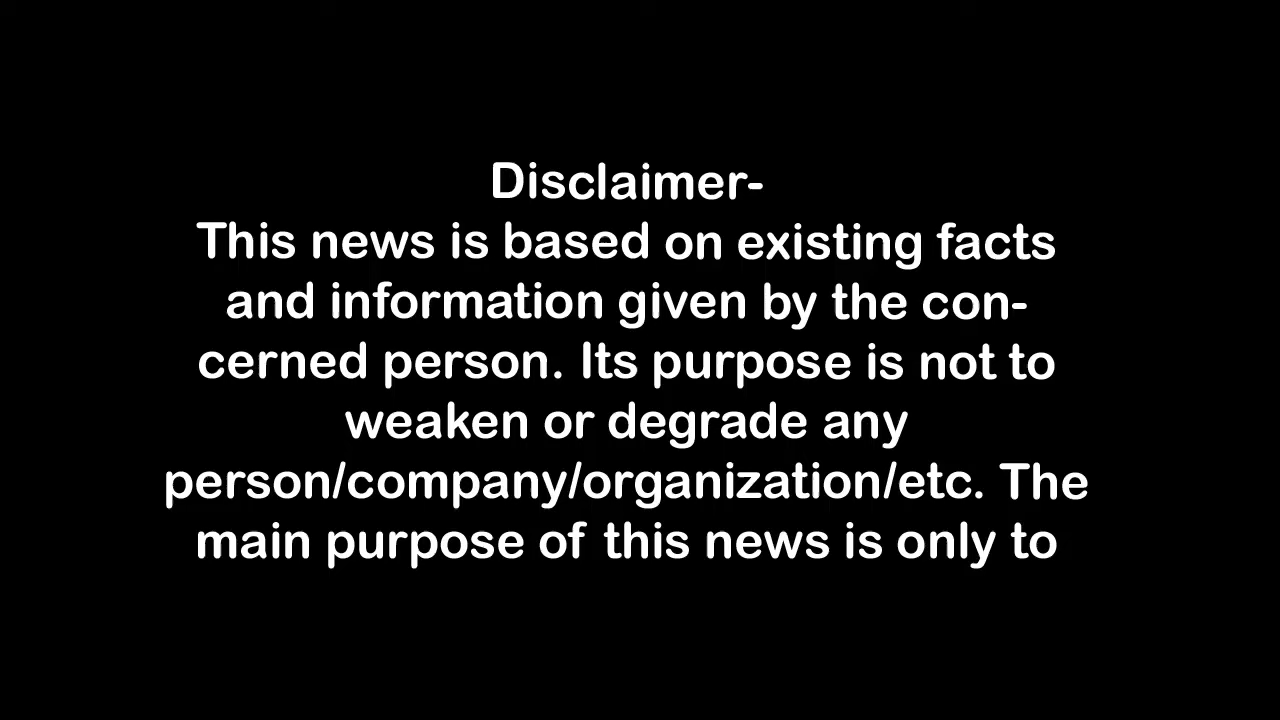 Disclaimer-
This news is based on existing facts
and information given by the con-
cerned person. Its purpose is not to
weaken or degrade any
person/company/organization/etc. The
main purpose of this news is only to